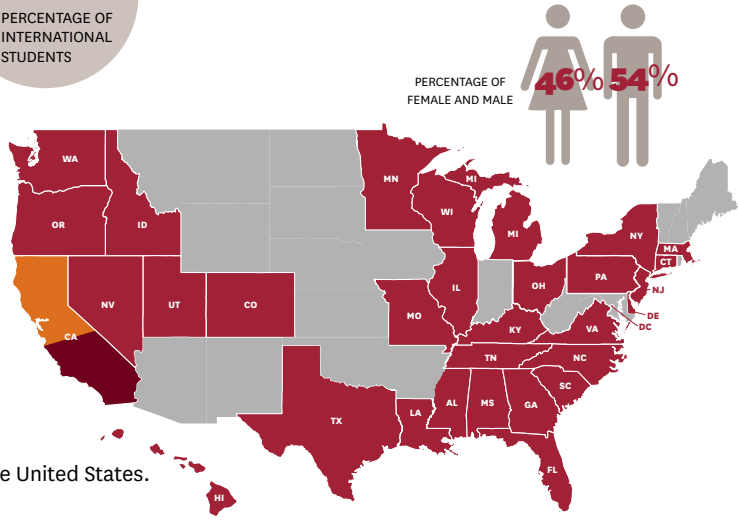 PERCENTAGE OF
INTERNATIONAL
STUDENTS
PERCENTAGE OF
FEMALE AND MALE
46% 54%
WA
OR
ID
NV
UT
CO
CA
MN
WI
MI
MI
IL
MO
OH
KY
TN
NY
PA
MA
CT
NJ
DE
DC
VA
NC
SC
GA
AL
MS
LA
TX
FL
HI
e United States.